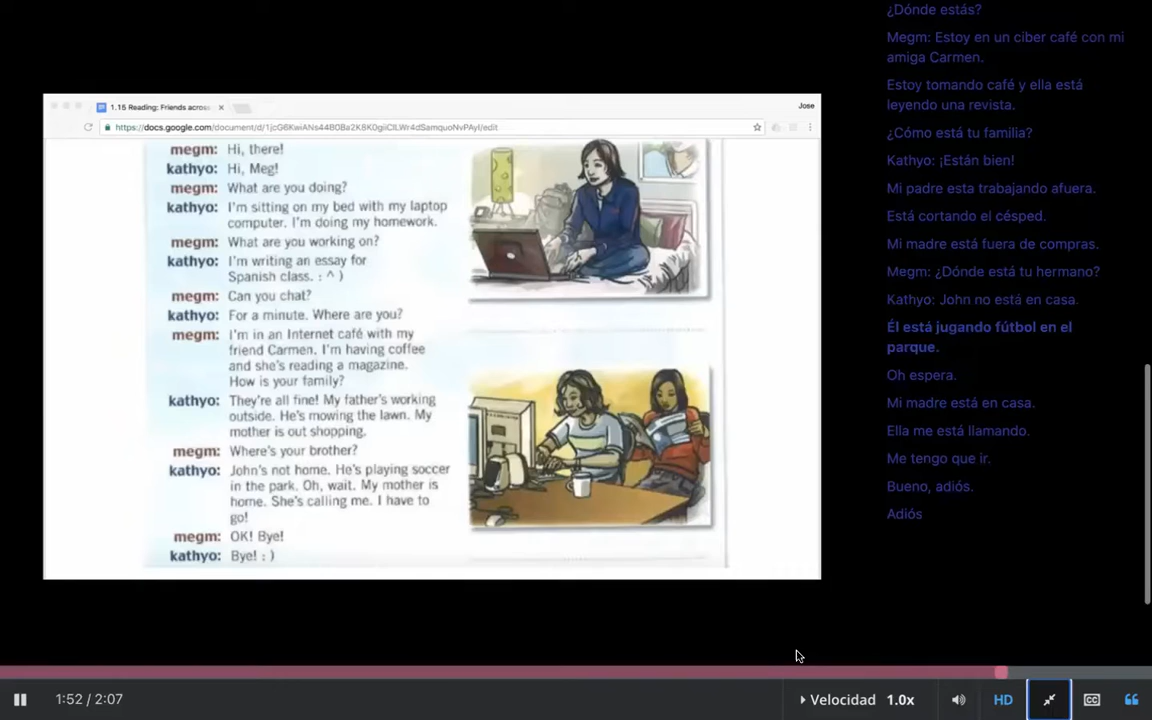 1.15 Reading: Friends acros
Jose
https://docs.google.com/document/d/1jcG6KwiANs44B0Ba2K8K0giiCILWr4dSamquoNvPAyI/edit
megm: Hi, there!
kathyo: Hi, Meg!
megm: What are you doing?
kathyo: I'm sitting on my bed with my laptop
computer. I'm doing my homework.
megm: What are you working on?
kathyo: I'm writing an essay for
Spanish class. : ^ )
megm: Can you chat?
kathyo: For a minute. Where are you?
megm: I'm in an Internet café with my
friend Carmen. I'm having coffee
and she's reading a magazine.
How is your family?
kathyo: They're all fine! My father's working
outside. He's mowing the lawn. My
mother is out shopping.
megm: Where's your brother?
kathyo: John's not home. He's playing soccer
in the park. Oh, wait. My mother is
home. She's calling me. I have to
go!
megm: OK! Bye!
kathyo: Bye! : )
¿Dónde estás?
Megm: Estoy en un ciber café con mi
amiga Carmen.
Estoy tomando café y ella está
leyendo una revista.
¿Cómo está tu familia?
Kathyo: ¡Están bien!
Mi padre esta trabajando afuera.
Está cortando el césped.
Mi madre está fuera de compras.
Megm: ¿Dónde está tu hermano?
Kathyo: John no está en casa.
Él está jugando fútbol en el
parque.
Oh espera.
Mi madre está en casa.
Ella me está llamando.
Me tengo que ir.
Bueno, adiós.
Adiós
1:52 / 2:07
Velocidad 1.0x
HD
CC